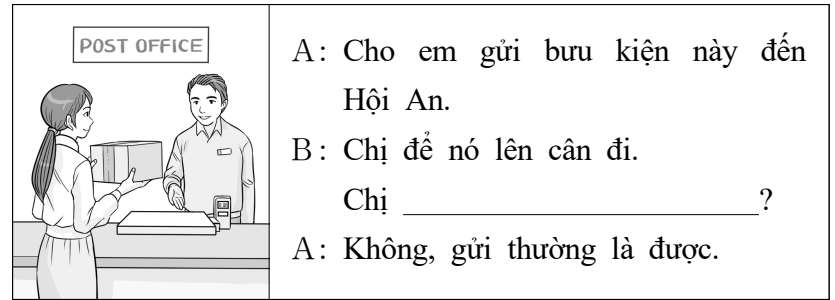 POST OFFICE
A: Cho em gửi bưu kiện này đến
Hội An.
B: Chị để nó lên cân đi.
Chị ____________________?
A: Không, gửi thường là được.